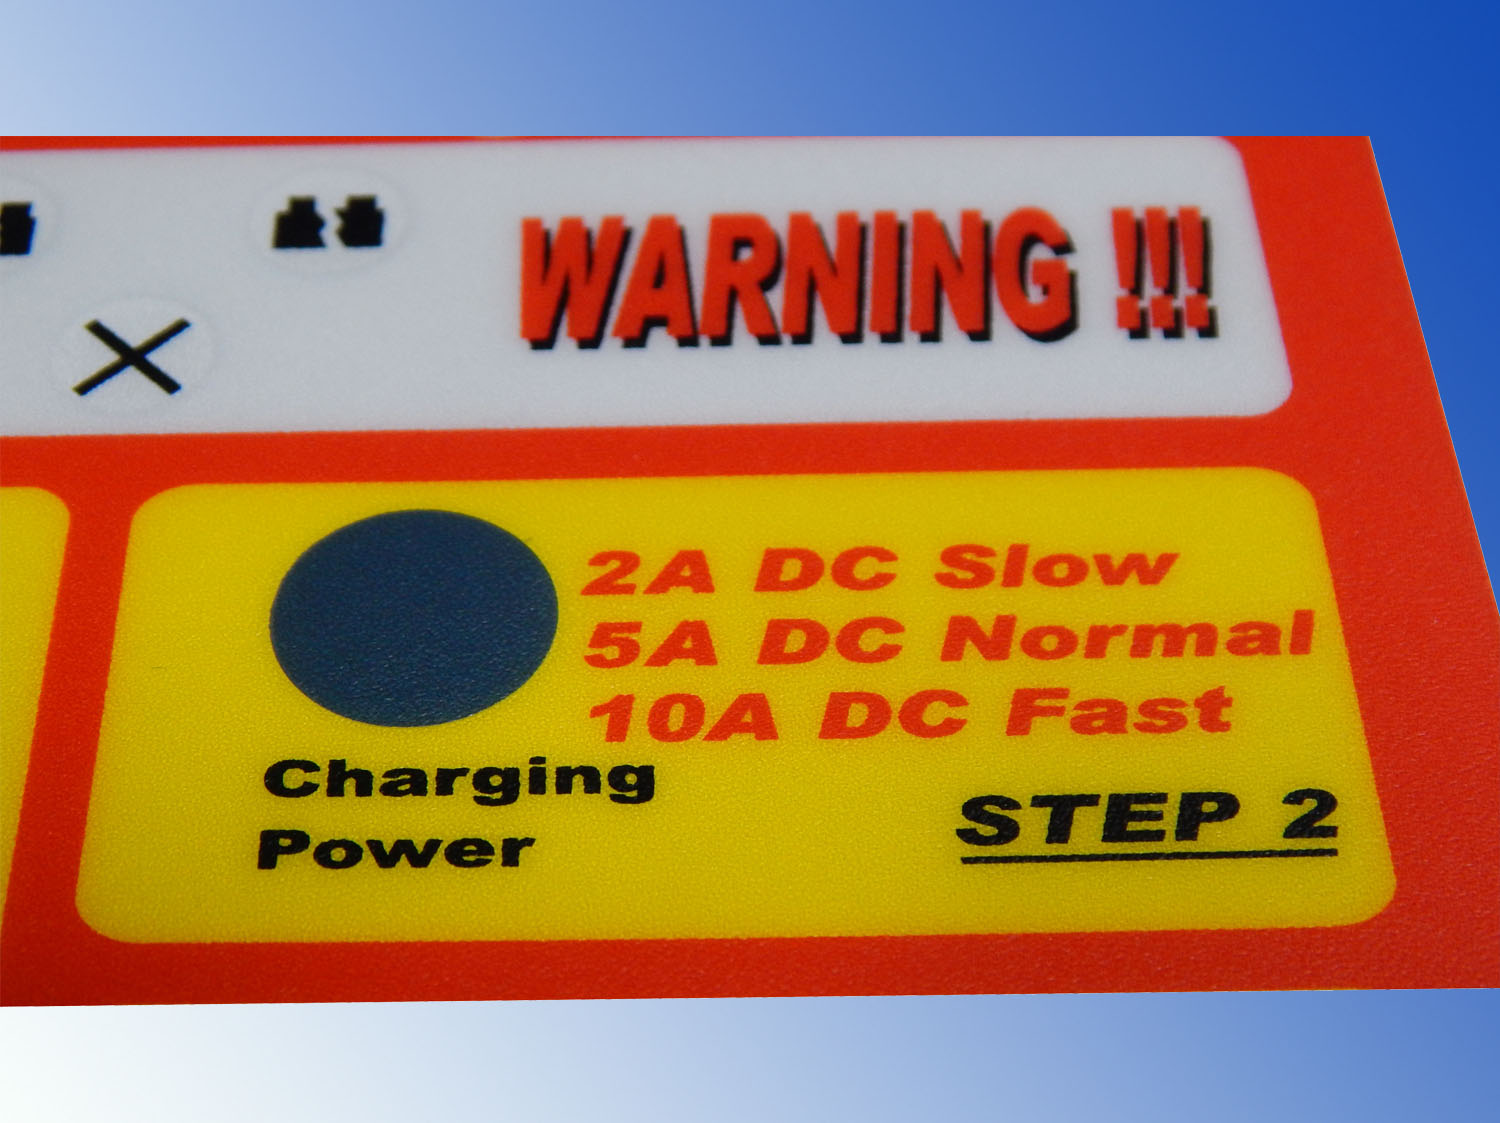 WARNING !!!
2A DC Slow
5A DC Normal
10A DC Fast
Charging
Power
STEP 2